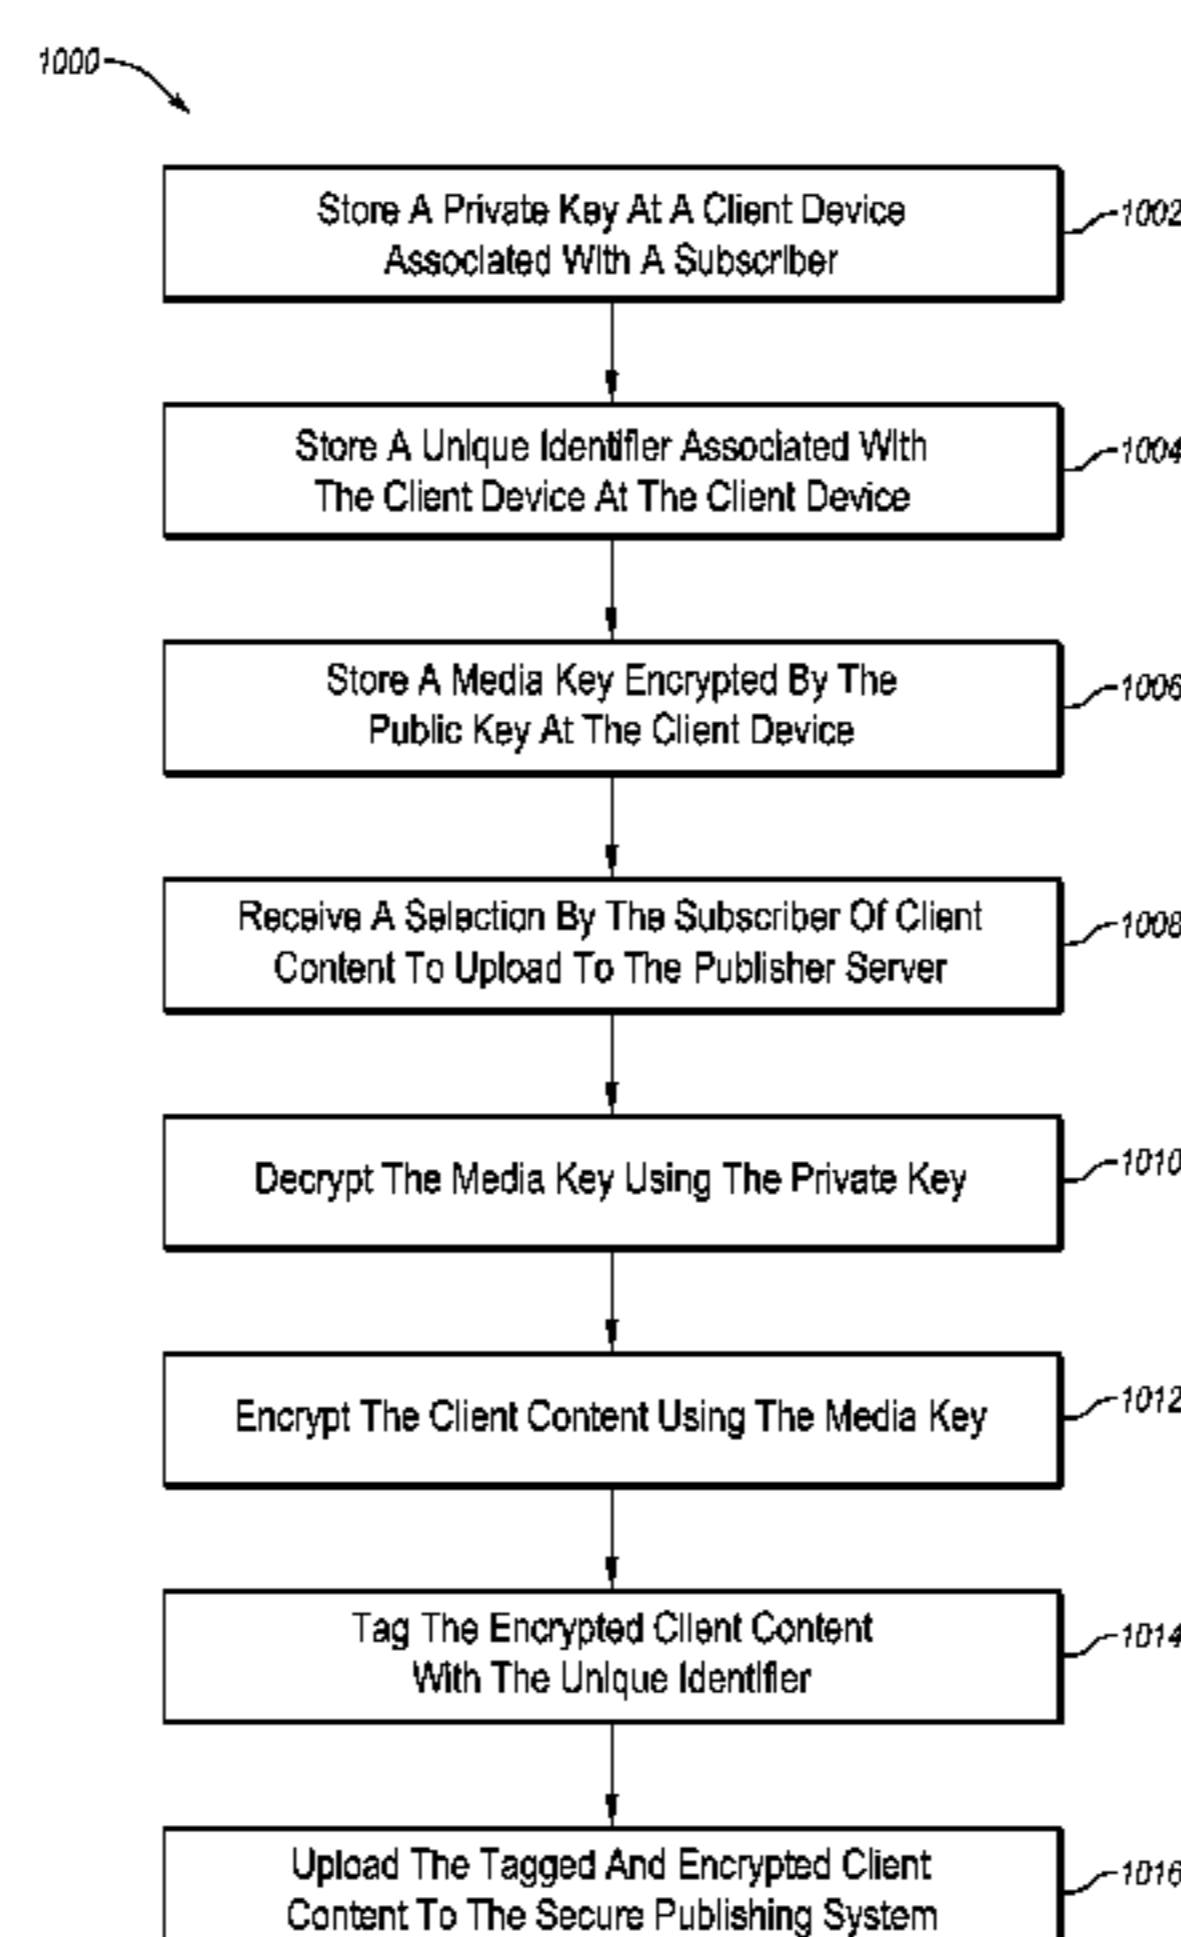 1000
Store A Private Key At A Client Device
Associated With A Subscriber
1002
Store A Unique Identifier Associated With
The Client Device At The Client Device
1004
Store A Media Key Encrypted By The
Public Key At The Client Device
1006
Receive A Selection By The Subscriber Of Client
Content To Upload To The Publisher Server
1008
Decrypt The Media Key Using The Private Key
1010
Encrypt The Client Content Using The Media Key
1012
Tag The Encrypted Client Content
With The Unique Identifier
1014
Upload The Tagged And Encrypted Client
Content To The Secure Publishing System
1016